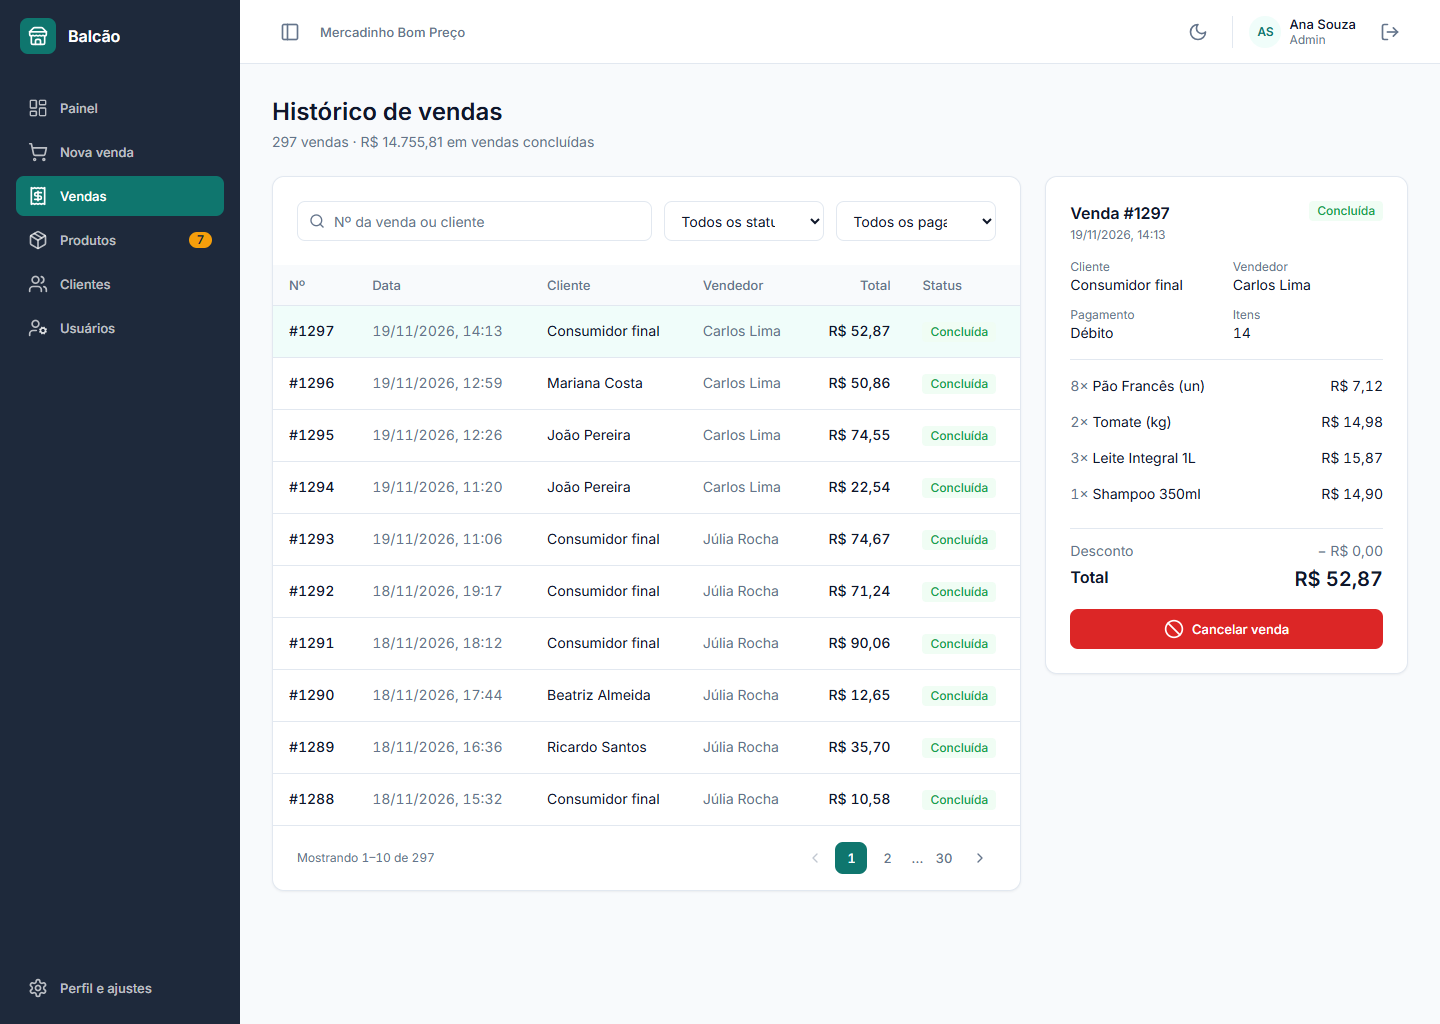 Balcão
Painel
Nova venda
Vendas
Produtos 7
Clientes
Usuários
Perfil e ajustes
Mercadinho Bom Preço
AS
Ana Souza
Admin
Histórico de vendas
297 vendas · R$ 14.755,81 em vendas concluídas
Nº da venda ou cliente
Todos os statu
Todos os paga
Nº Data Cliente Vendedor Total Status
#1297 19/11/2026, 14:13 Consumidor final Carlos Lima R$ 52,87 Concluída
#1296 19/11/2026, 12:59 Mariana Costa Carlos Lima R$ 50,86 Concluída
#1295 19/11/2026, 12:26 João Pereira Carlos Lima R$ 74,55 Concluída
#1294 19/11/2026, 11:20 João Pereira Carlos Lima R$ 22,54 Concluída
#1293 19/11/2026, 11:06 Consumidor final Júlia Rocha R$ 74,67 Concluída
#1292 18/11/2026, 19:17 Consumidor final Júlia Rocha R$ 71,24 Concluída
#1291 18/11/2026, 18:12 Consumidor final Júlia Rocha R$ 90,06 Concluída
#1290 18/11/2026, 17:44 Beatriz Almeida Júlia Rocha R$ 12,65 Concluída
#1289 18/11/2026, 16:36 Ricardo Santos Júlia Rocha R$ 35,70 Concluída
#1288 18/11/2026, 15:32 Consumidor final Júlia Rocha R$ 10,58 Concluída
Mostrando 1–10 de 297
1 2 ... 30
Venda #1297 Concluída
19/11/2026, 14:13
Cliente Vendedor
Consumidor final Carlos Lima
Pagamento Itens
Débito 14
8× Pão Francês (un) R$ 7,12
2× Tomate (kg) R$ 14,98
3× Leite Integral 1L R$ 15,87
1× Shampoo 350ml R$ 14,90
Desconto − R$ 0,00
Total R$ 52,87
Cancelar venda